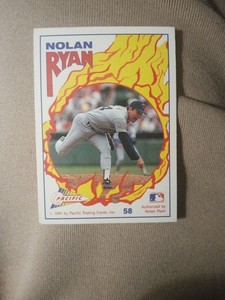 NOLAN
RYAN
PACIFIC
© 1991 by Pacific Trading Cards, Inc.
58
Authorized by
Nolan Ryan